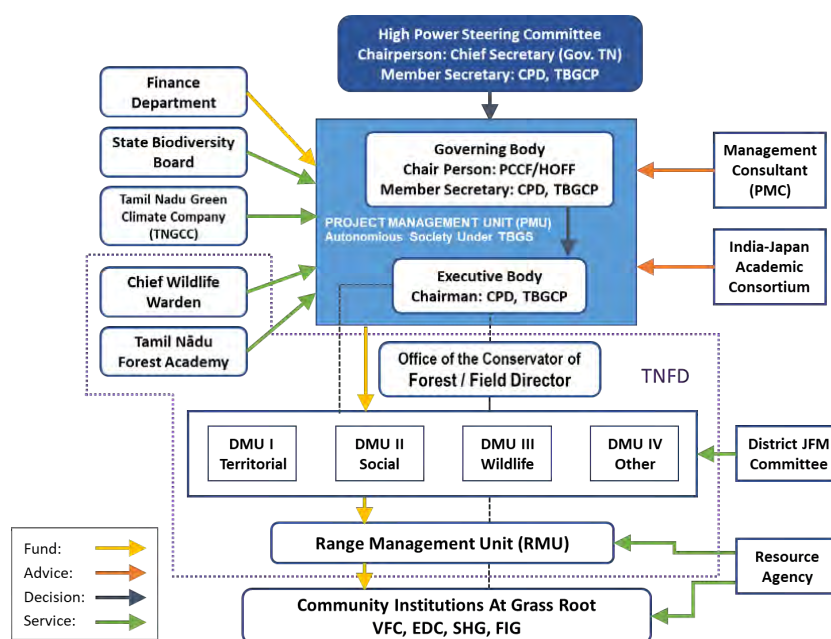 High Power Steering Committee
Chairperson: Chief Secretary (Gov. TN)
Member Secretary: CPD, TBGCP
Finance
Department
State Biodiversity
Board
Tamil Nadu Green
Climate Company
(TNGCC)
Chief Wildlife
Warden
Tamil Nādu
Forest Academy
Governing Body
Chair Person: PCCF/HOFF
Member Secretary: CPD, TBGCP
PROJECT MANAGEMENT UNIT (PMU)
Autonomious Society Under TBGS
Executive Body
Chairman: CPD, TBGCP
Management
Consultant
(PMC)
India-Japan
Academic
Consortium
Office of the Conservator of
Forest / Field Director
TNFD
DMU I
Territorial
DMU II
Social
DMU III
Wildlife
DMU IV
Other
District JFM
Committee
Range Management Unit (RMU)
Resource
Agency
Community Institutions At Grass Root
VFC, EDC, SHG, FIG
Fund:
Advice:
Decision:
Service: